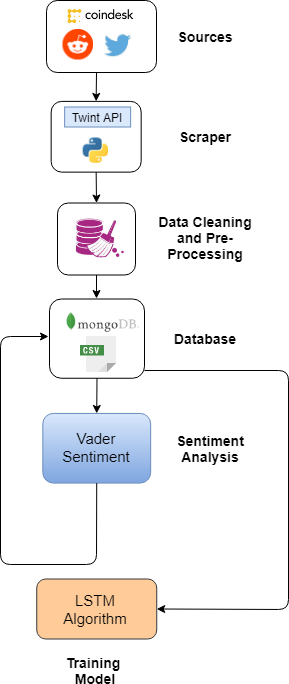 coindesk
Sources
Twint API
Scraper
Data Cleaning
and Pre-
Processing
mongoDB.
CSV
Database
Vader
Sentiment
Sentiment
Analysis
LSTM
Algorithm
Training
Model